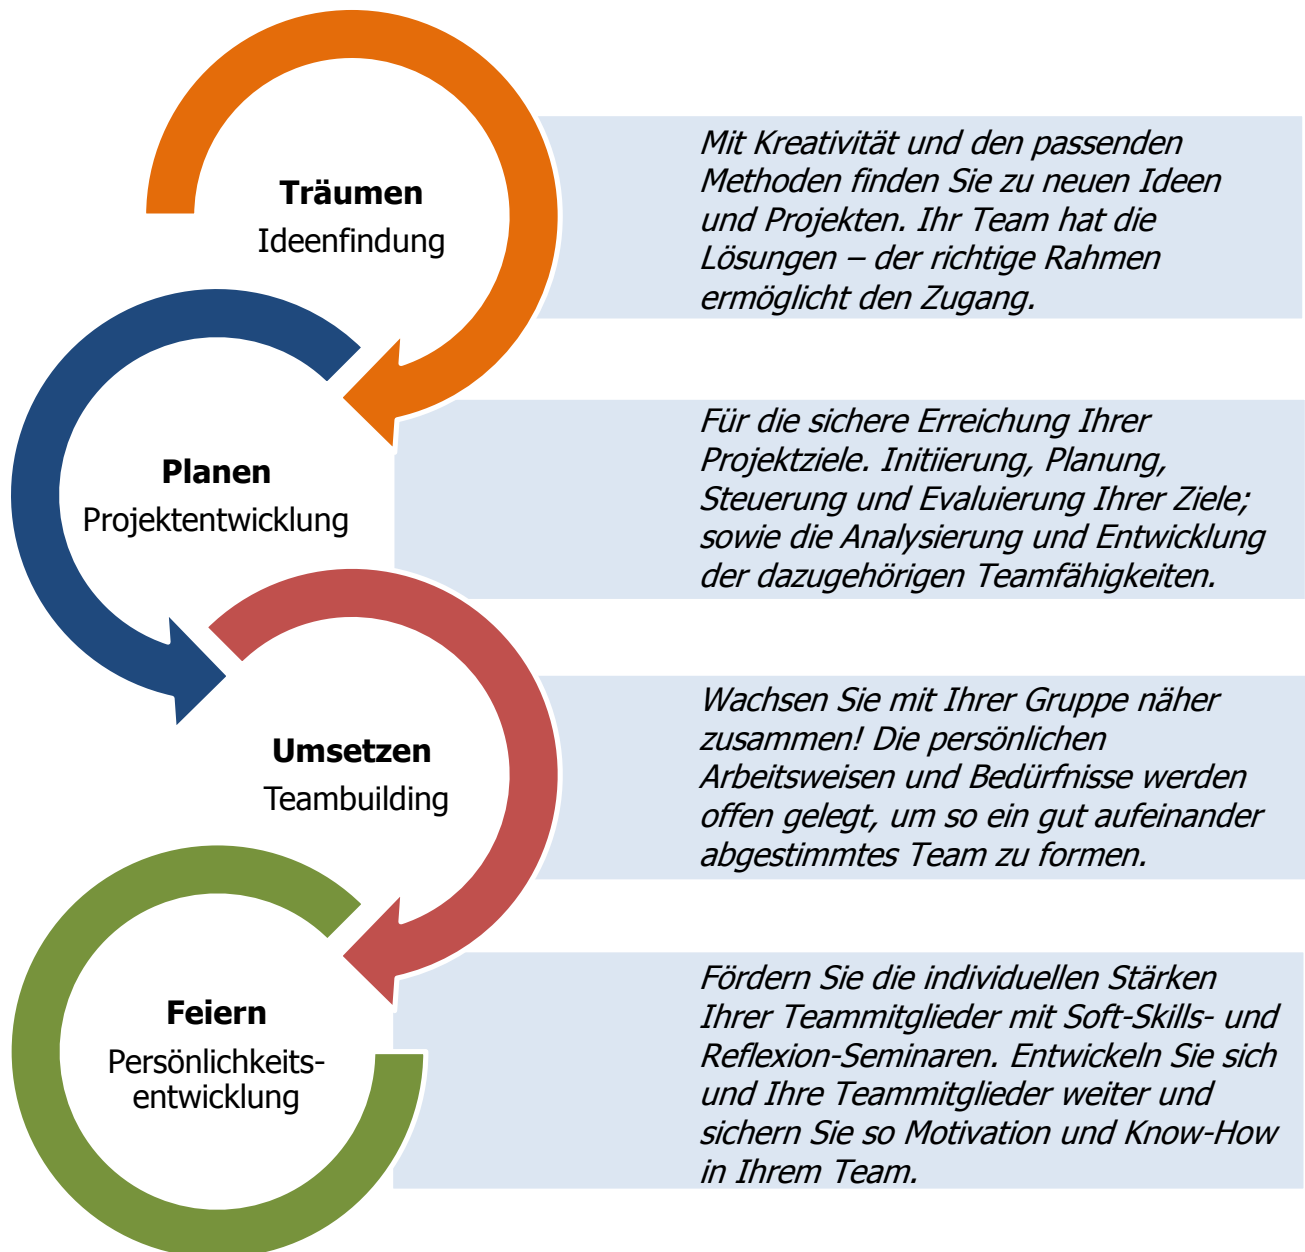 Träumen
Ideenfindung
Mit Kreativität und den passenden
Methoden finden Sie zu neuen Ideen
und Projekten. Ihr Team hat die
Lösungen – der richtige Rahmen
ermöglicht den Zugang.
Planen
Projektentwicklung
Für die sichere Erreichung Ihrer
Projektziele. Initiierung, Planung,
Steuerung und Evaluierung Ihrer Ziele;
sowie die Analysierung und Entwicklung
der dazugehörigen Teamfähigkeiten.
Umsetzen
Teambuilding
Wachsen Sie mit Ihrer Gruppe näher
zusammen! Die persönlichen
Arbeitsweisen und Bedürfnisse werden
offen gelegt, um so ein gut aufeinander
abgestimmtes Team zu formen.
Feiern
Persönlichkeits-
entwicklung
Fördern Sie die individuellen Stärken
Ihrer Teammitglieder mit Soft-Skills- und
Reflexion-Seminaren. Entwickeln Sie sich
und Ihre Teammitglieder weiter und
sichern Sie so Motivation und Know-How
in Ihrem Team.